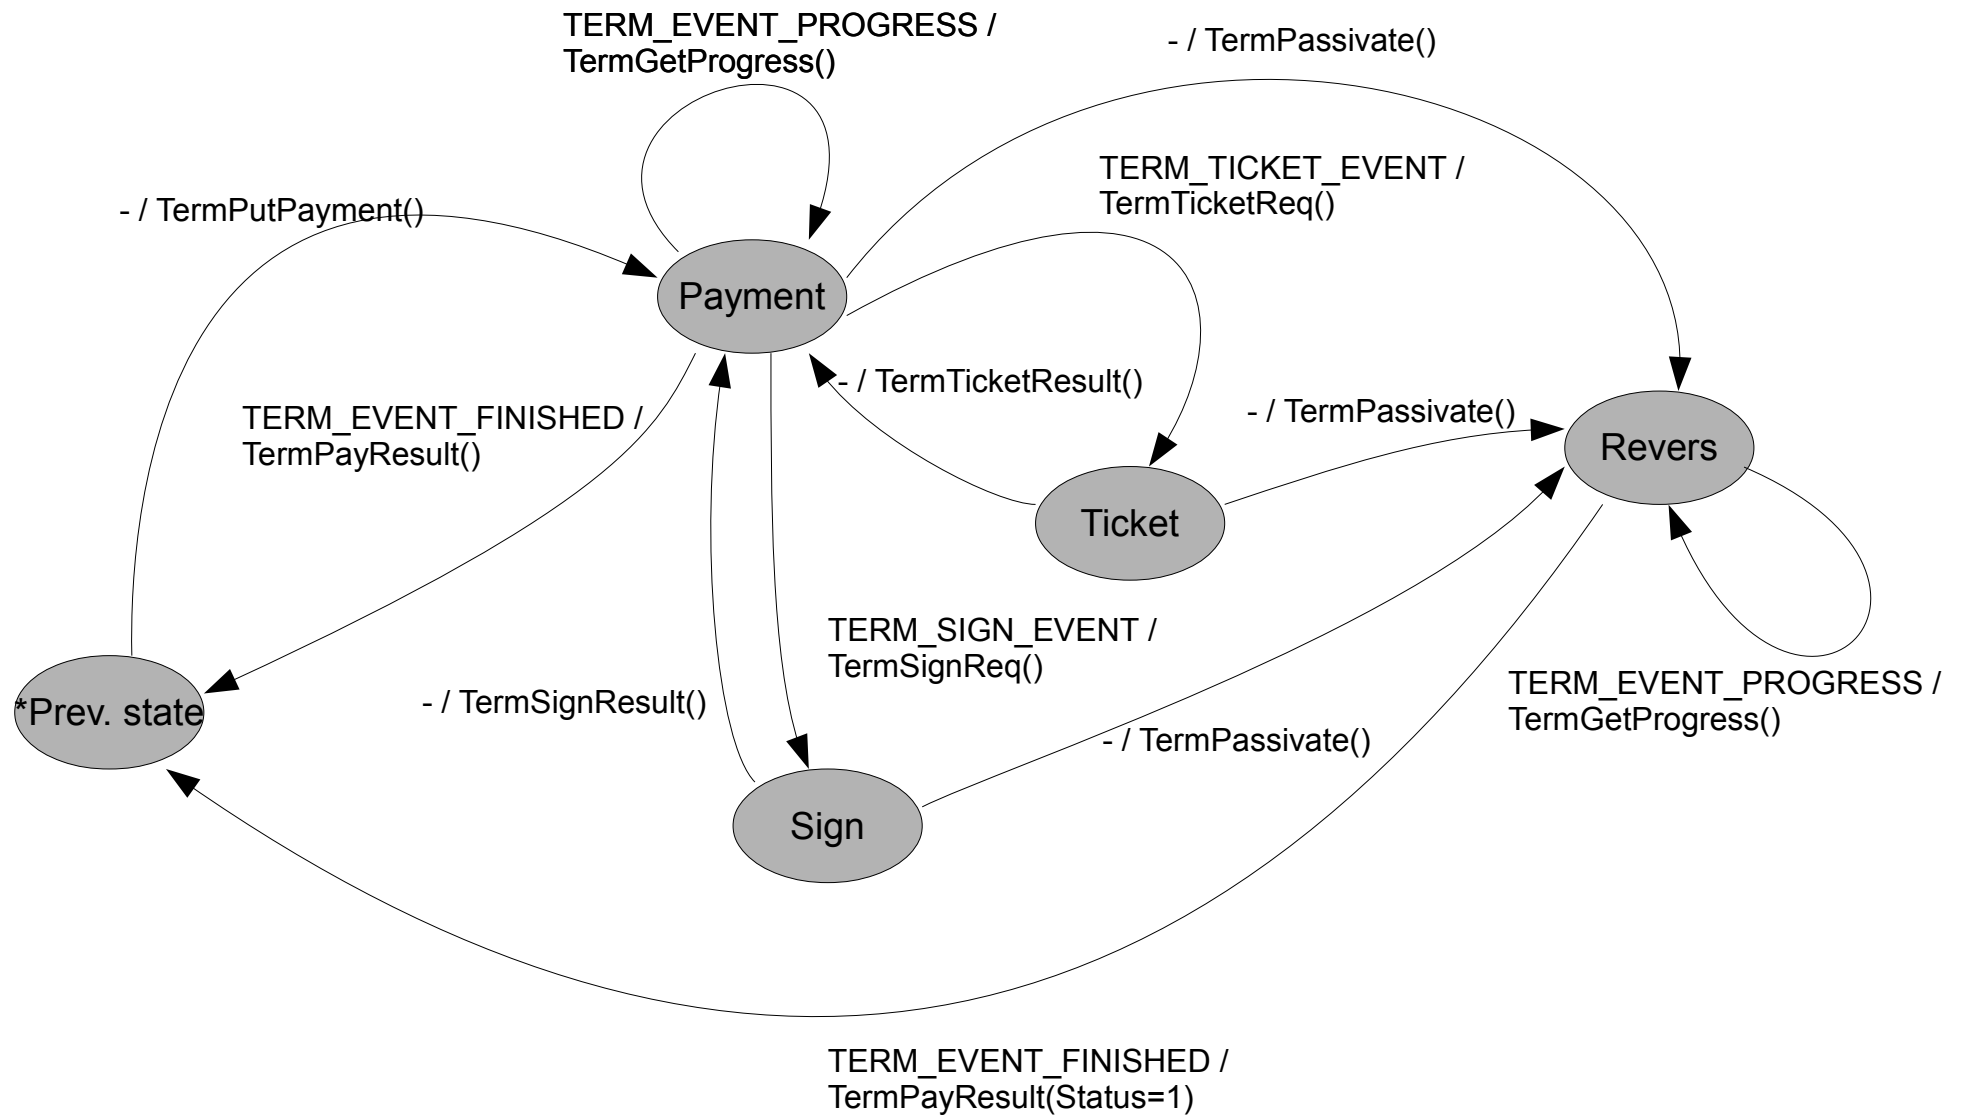 TERM_EVENT_PROGRESS /
TermGetProgress()
- / TermPassivate()
TERM_TICKET_EVENT /
TermTicketReq()
- / TermPutPayment()
Payment
- / TermTicketResult()
TERM_EVENT_FINISHED /
TermPayResult()
- / TermPassivate()
Revers
Ticket
TERM_SIGN_EVENT /
TermSignReq()
- / TermSignResult()
*Prev. state
TERM_EVENT_PROGRESS /
TermGetProgress()
- / TermPassivate()
Sign
TERM_EVENT_FINISHED /
TermPayResult(Status=1)